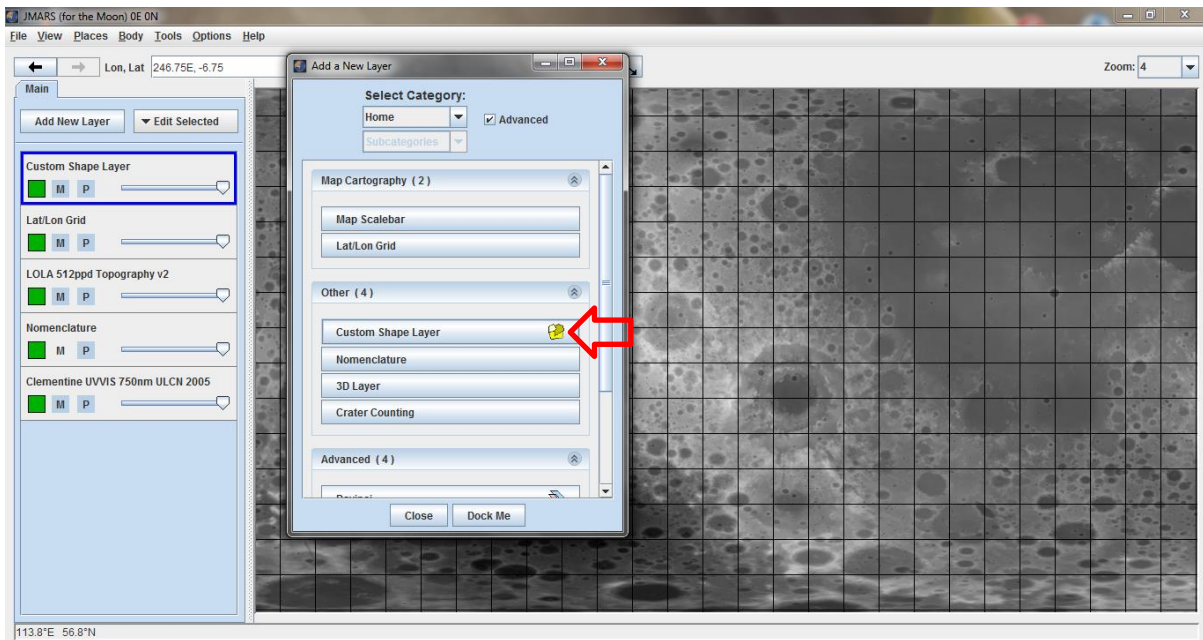 JMARS (for the Moon) 0E 0N
File View Places Body Tools Options Help
Lon, Lat 246.75E, -6.75
Zoom: 4
Main
Add New Layer Edit Selected
Custom Shape Layer
M P
Lat/Lon Grid
M P
LOLA 512ppd Topography v2
M P
Nomenclature
M P
Clementine UVVIS 750nm ULCN 2005
M P
Add a New Layer
Select Category:
Home Advanced
Subcategories
Map Cartography ( 2 )
Map Scalebar
Lat/Lon Grid
Other ( 4 )
Custom Shape Layer
Nomenclature
3D Layer
Crater Counting
Advanced ( 4 )
Close Dock Me
113.8°E 56.8°N